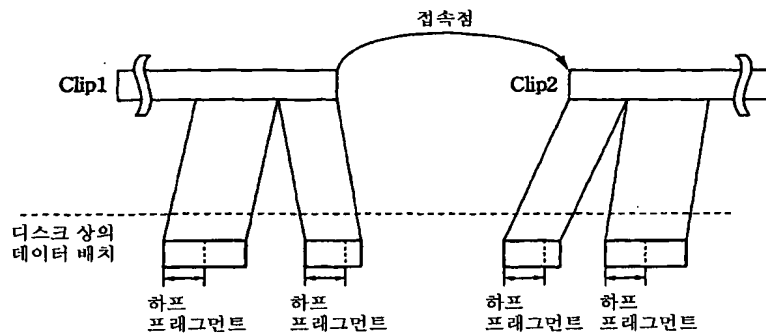 접속점
Clip1
Clip2
디스크 상의
데이터 배치
하프
프래그먼트
하프
프래그먼트
하프
프래그먼트
하프
프래그먼트